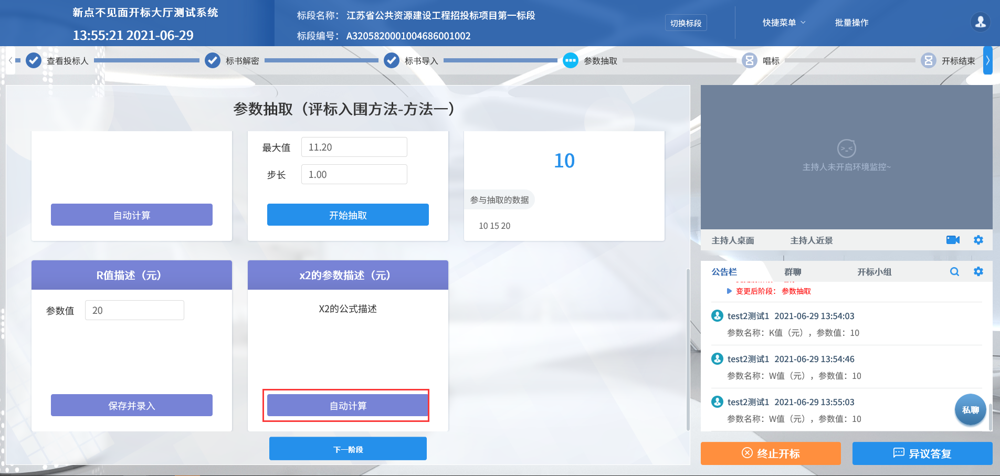 新点不见面开标大厅测试系统
13:55:21 2021-06-29
标段名称： 江苏省公共资源建设工程招投标项目第一标段
标段编号： A3205820001004686001002
切换标段
快捷菜单
批量操作
查看投标人
标书解密
标书导入
参数抽取
唱标
开标结束
参数抽取（评标入围方法-方法一）
自动计算
最大值 11.20
步长 1.00
开始抽取
10
参与抽取的数据
10 15 20
R值描述（元）
参数值 20
保存并录入
x2的参数描述（元）
X2的公式描述
自动计算
下一阶段
主持人未开启环境监控~
主持人桌面
主持人近景
公告栏
群聊
开标小组
变更后阶段： 参数抽取
test2测试1 2021-06-29 13:54:03
参数名称：K值（元），参数值：10
test2测试1 2021-06-29 13:54:46
参数名称：W值（元），参数值：10
test2测试1 2021-06-29 13:55:03
参数名称：W值（元），参数值：10
私聊
终止开标
异议答复